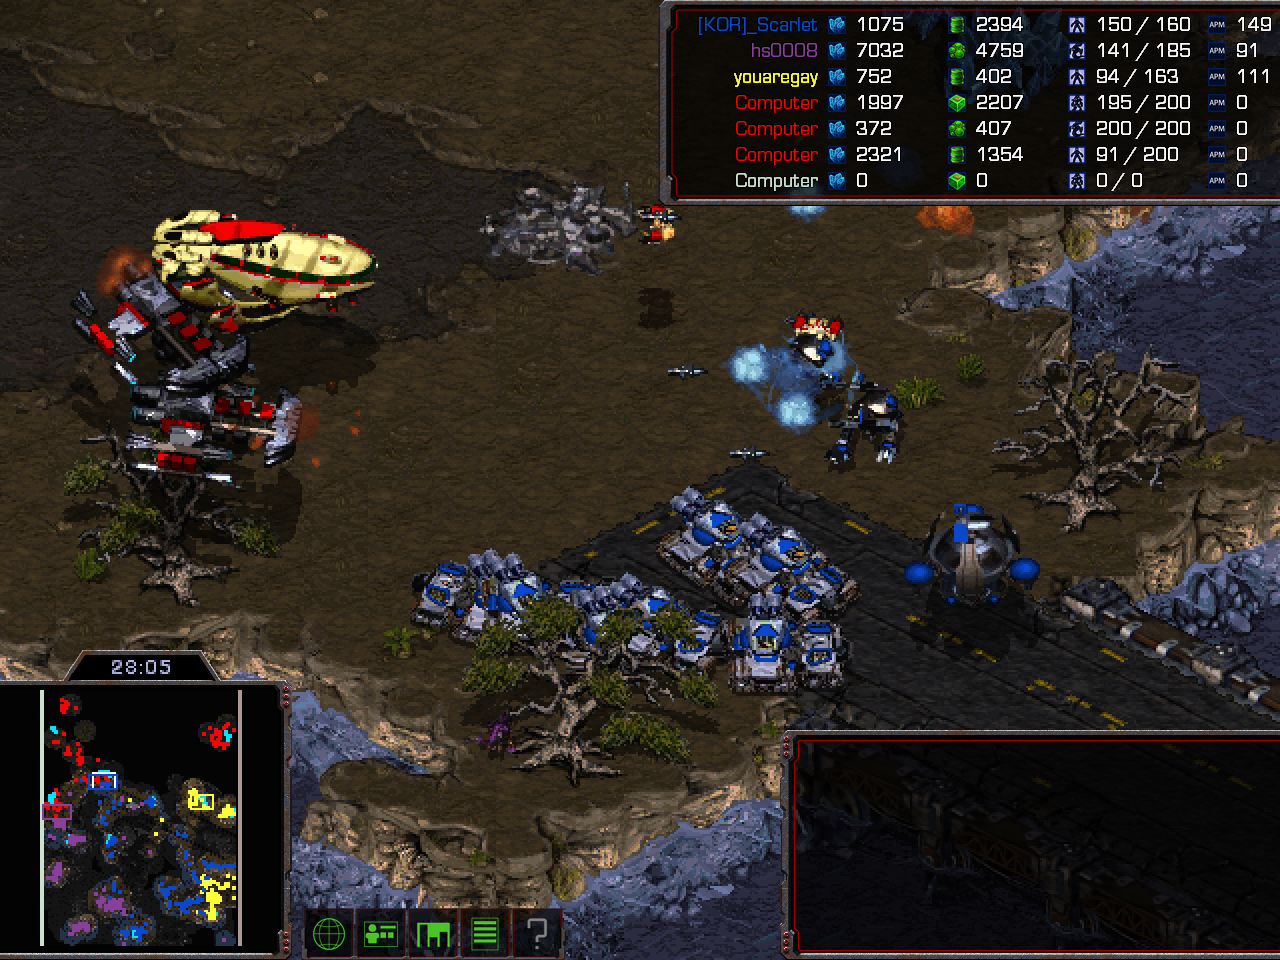 [KOR]_Scarlet 1075 2394 150 / 160 APM 149
hs0008 7032 4759 141 / 185 APM 91
youaregay 752 402 94 / 163 APM 111
Computer 1997 2207 195 / 200 APM 0
Computer 372 407 200 / 200 APM 0
Computer 2321 1354 91 / 200 APM 0
Computer 0 0 0 / 0 APM 0
28:05
?